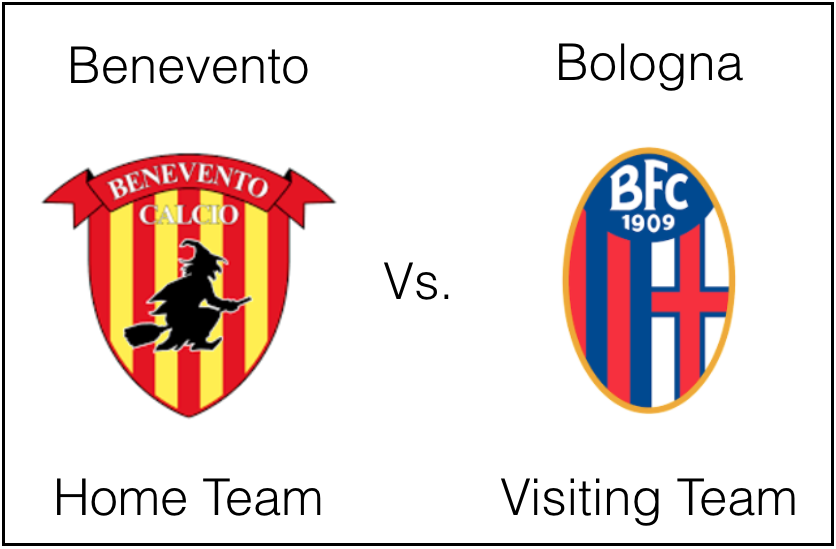 Benevento
Bologna
BENEVENTO
CALCIO
BFC
1909
Vs.
Home Team
Visiting Team